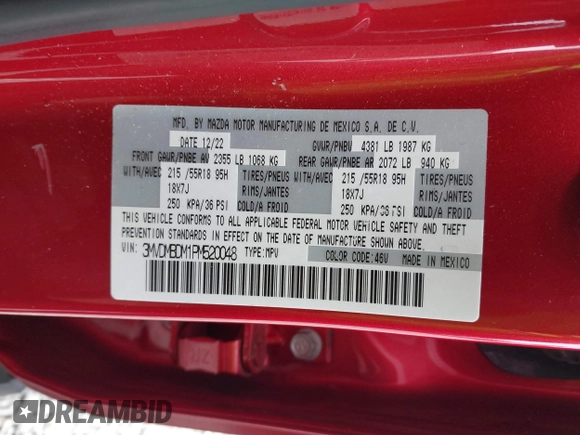 MFD. BY MAZDA MOTOR MANUFACTURING DE MEXICO S.A. DE C.V.
DATE 12/22 GVWR/PNBV 4381 LB 1987 KG
FRONT GAWR/PNBE AV 2355 LB 1068 KG REAR GAWR/PNBE AR 2072 LB 940 KG
WITH/AVEC 215 /55R18 95H TIRES/PNEUS WITH/AVEC 215 /55R18 95H TIRES/PNEUS
18X7J RIMS/JANTES 18X7J RIMS/JANTES
250 KPA/36 PSI COLD/A FROID 250 KPA/36 PSI COLD/A FROID
THIS VEHICLE CONFORMS TO ALL APPLICABLE FEDERAL MOTOR VEHICLE SAFETY, BUMPER, AND THEFT PREVENTION
STANDARDS IN EFFECT ON THE DATE OF MANUFACTURE SHOWN ABOVE.
VIN: 3MVDMBDM1PM520048 TYPE: MPV COLOR CODE: 46V MADE IN MEXICO
DREAMBID